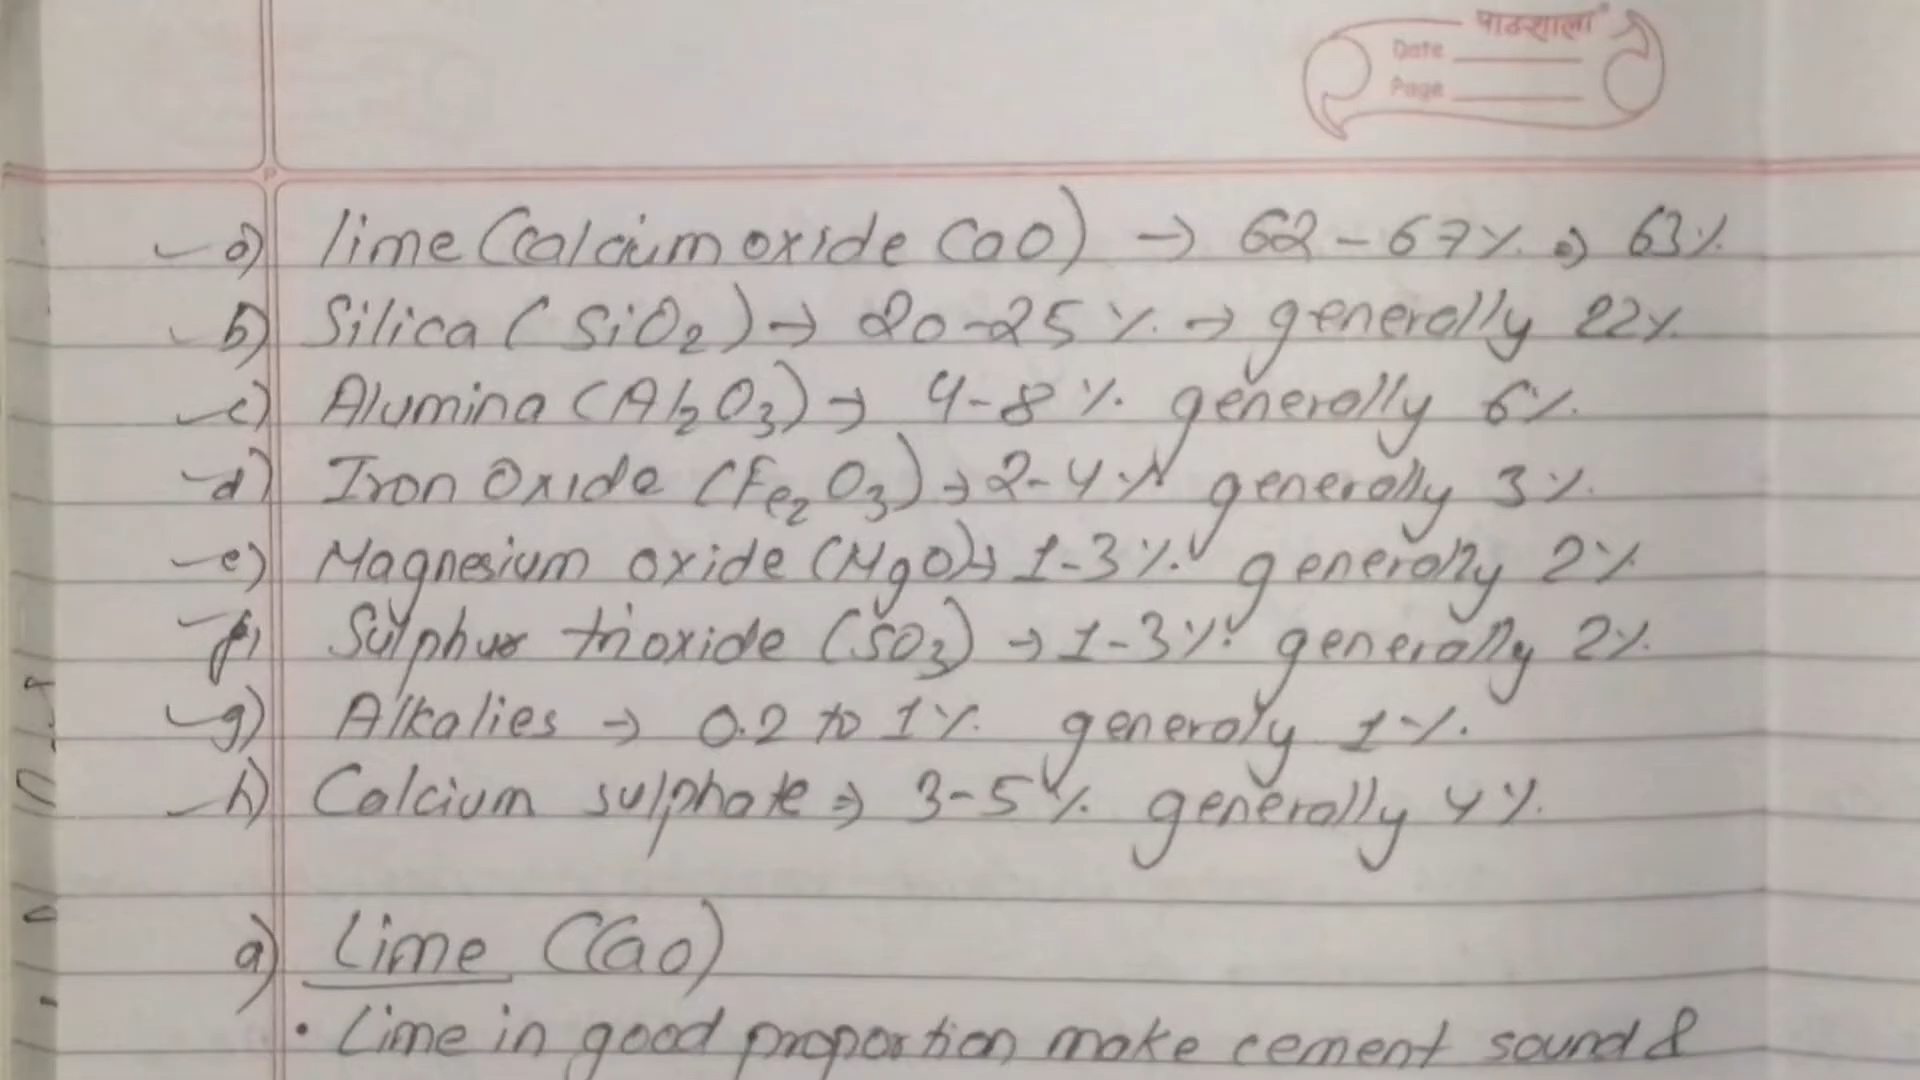 पाठशाला
Date
Page
a) lime (calcium oxide CaO) → 62-67% ⇒ 63%
b) Silica (SiO₂) → 20-25% → generally 22%
c) Alumina (Al₂O₃) → 4-8% generally 6%
d) Iron Oxide (Fe₂O₃) → 2-4% generally 3%
e) Magnesium oxide (MgO) → 1-3% generally 2%
f) Sulphur trioxide (SO₃) → 1-3% generally 2%
g) Alkalies → 0.2 to 1% generaly 1%
h) Calcium sulphate ⇒ 3-5% generally 4%
a) Lime (CaO)
• Lime in good proportion make cement sound &